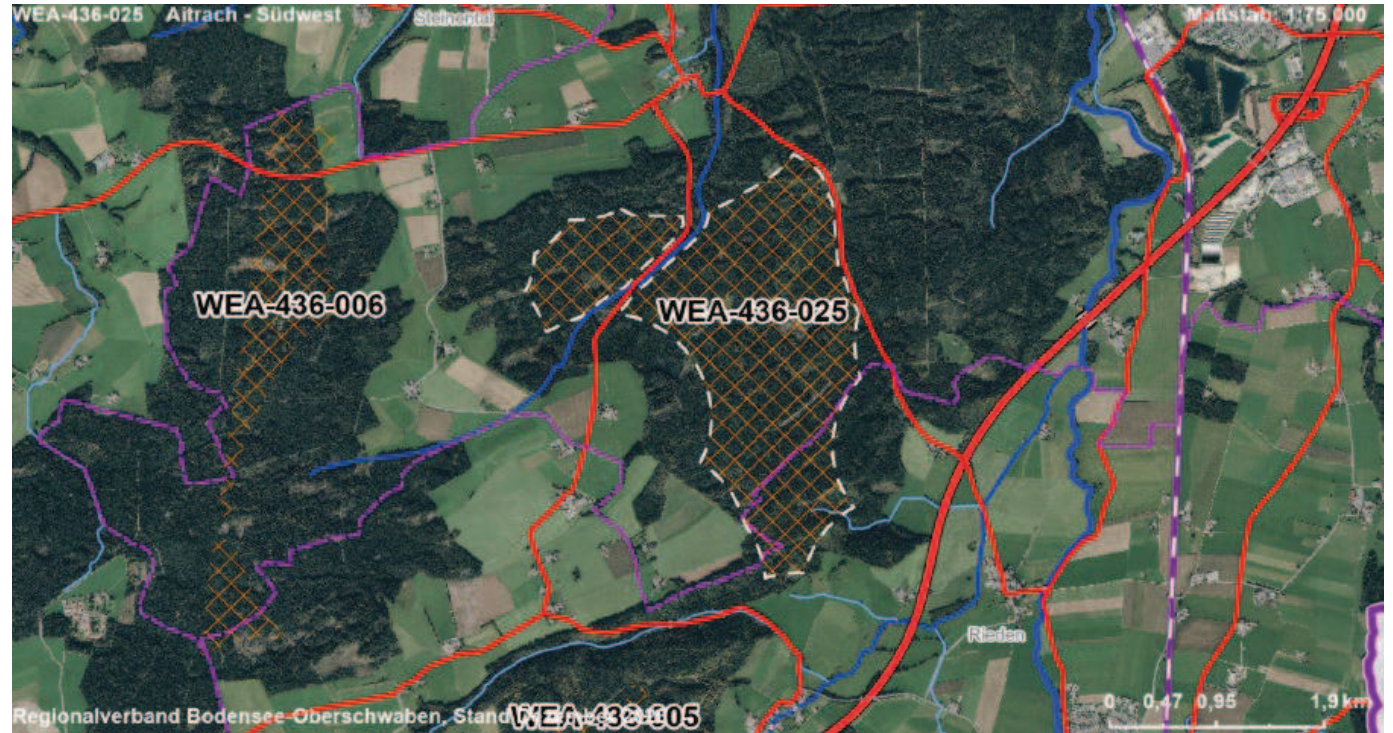 WEA-436-025 Aitrach - Südwest
Steinental
Maßstab: 1:75.000
WEA-436-006
WEA-436-025
Rieden
0 0,47 0,95 1,9 km
Regionalverband Bodensee-Oberschwaben, Stand